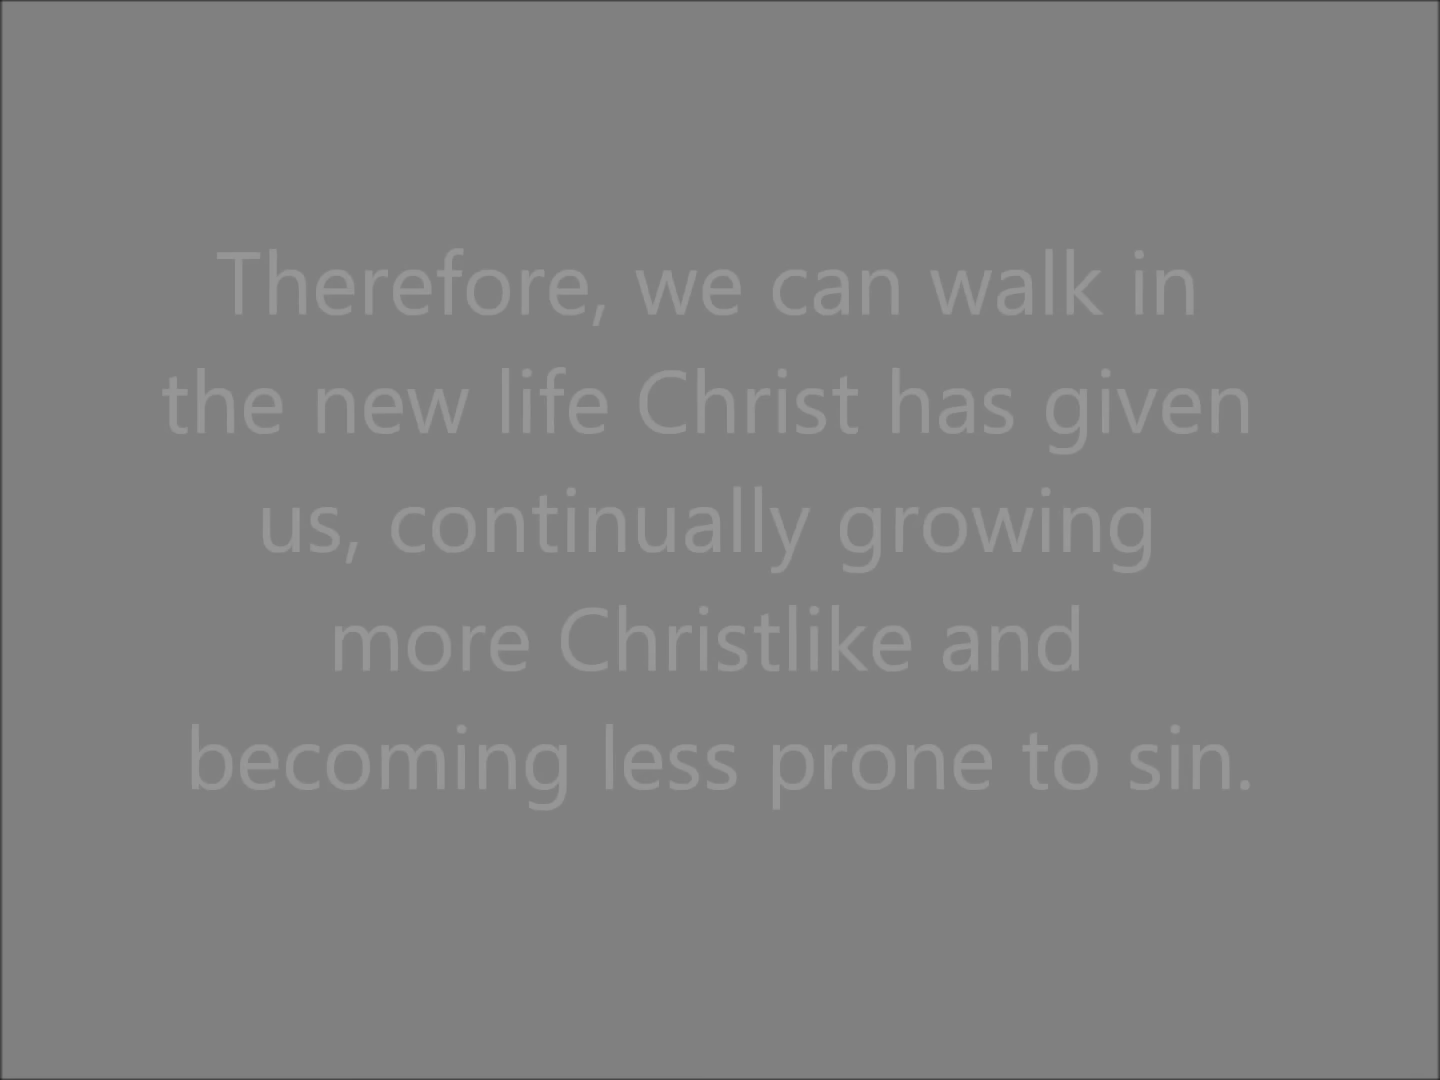 Therefore, we can walk in
the new life Christ has given
us, continually growing
more Christlike and
becoming less prone to sin.